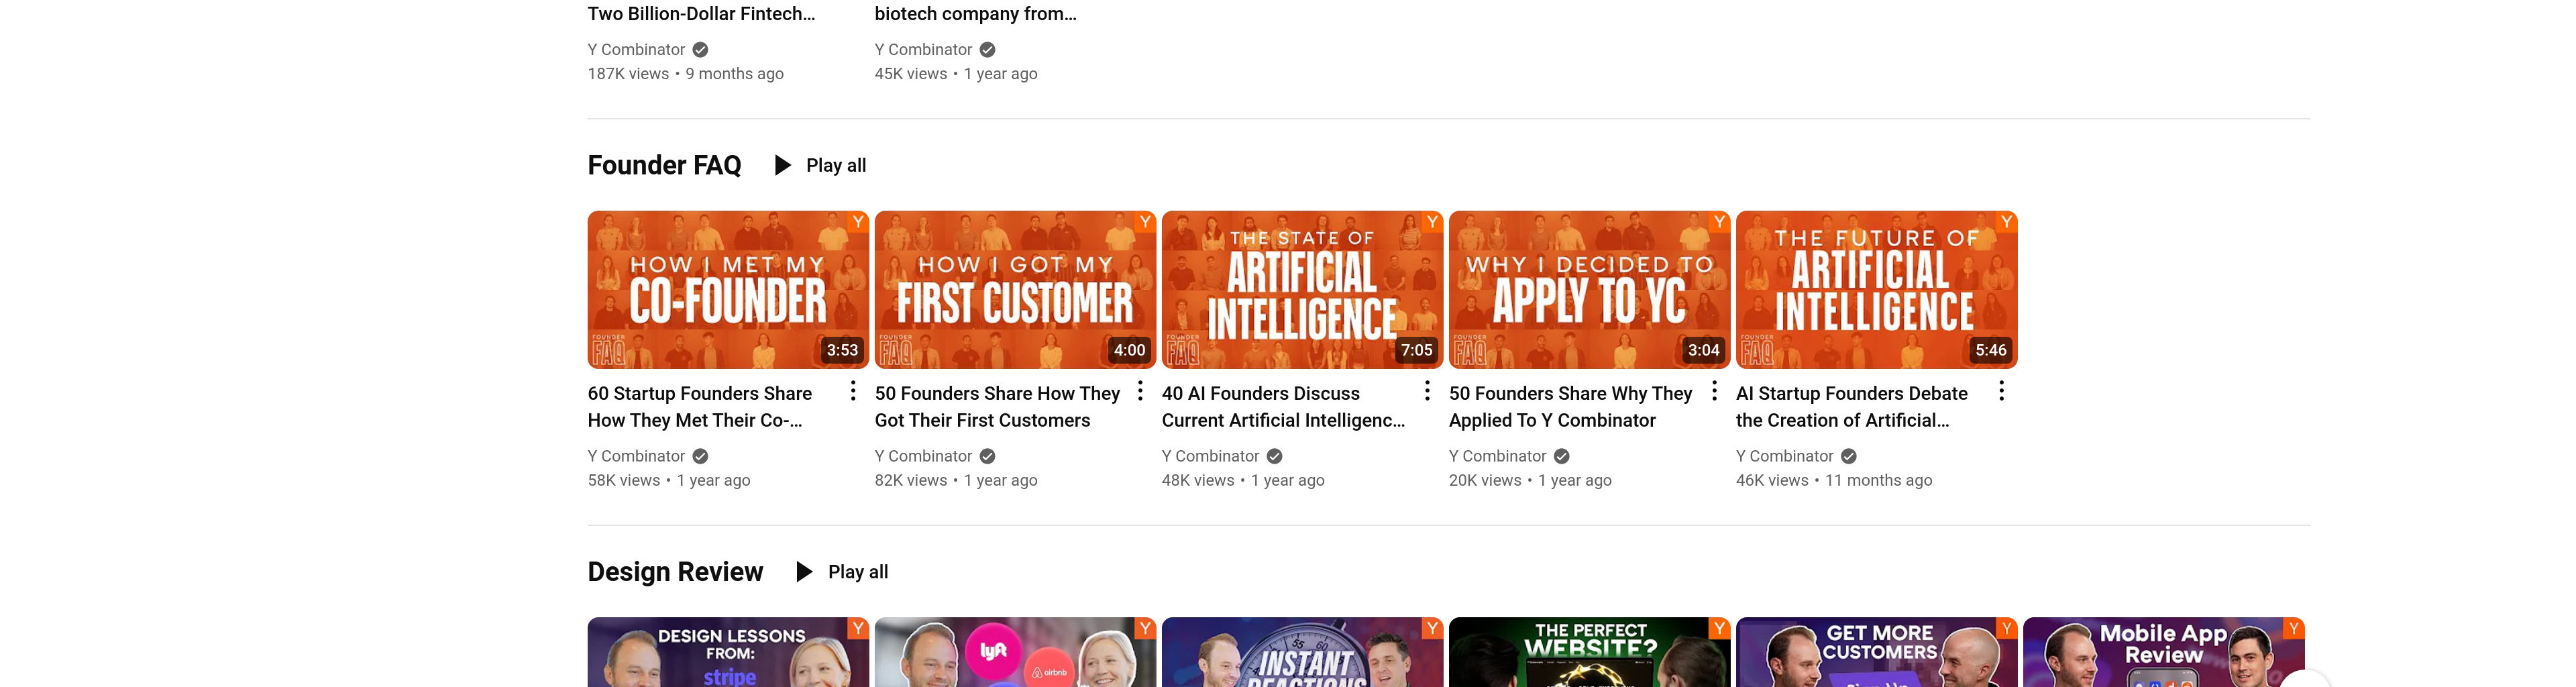 Two Billion-Dollar Fintech…
biotech company from…
Y Combinator
Y Combinator
187K views • 9 months ago
45K views • 1 year ago
Founder FAQ
Play all
Y
HOW I MET MY
CO-FOUNDER
FOUNDER
FAQ
3:53
Y
HOW I GOT MY
FIRST CUSTOMER
FAQ
4:00
Y
THE STATE OF
ARTIFICIAL
INTELLIGENCE
FOUNDER
FAQ
7:05
Y
WHY I DECIDED TO
APPLY TO YC
FOUNDER
FAQ
3:04
Y
THE FUTURE OF
ARTIFICIAL
INTELLIGENCE
FOUNDER
FAQ
5:46
60 Startup Founders Share
How They Met Their Co-…
Y Combinator
58K views • 1 year ago
50 Founders Share How They
Got Their First Customers
Y Combinator
82K views • 1 year ago
40 AI Founders Discuss
Current Artificial Intelligenc…
Y Combinator
48K views • 1 year ago
50 Founders Share Why They
Applied To Y Combinator
Y Combinator
20K views • 1 year ago
AI Startup Founders Debate
the Creation of Artificial…
Y Combinator
46K views • 11 months ago
Design Review
Play all
Y
DESIGN LESSONS
FROM:
stripe
Y
lyft
airbnb
Y
55
60
INSTANT
REACTIONS
Y
THE PERFECT
WEBSITE?
Y
GET MORE
CUSTOMERS
Sign Up
Y
Mobile App
Review